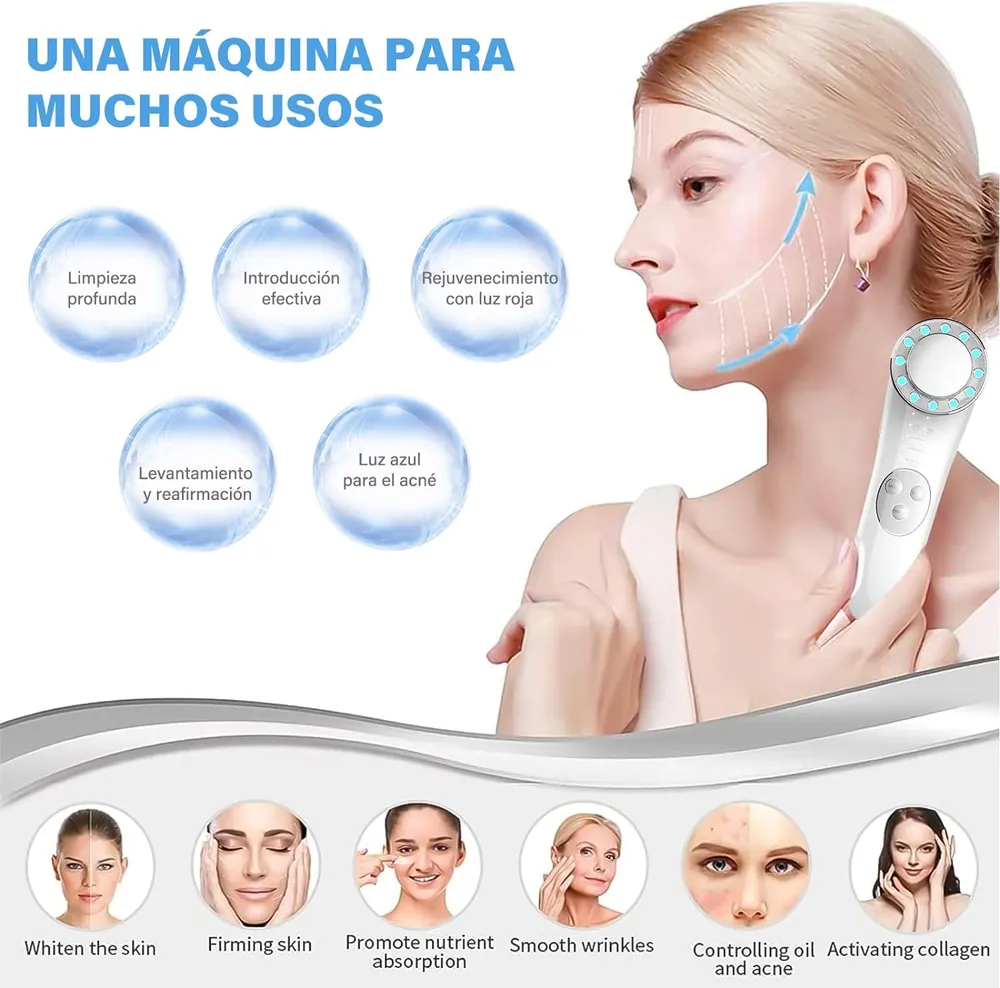 UNA MÁQUINA PARA
MUCHOS USOS
Limpieza
profunda
Introducción
efectiva
Rejuvenecimiento
con luz roja
Levantamiento
y reafirmación
Luz azul
para el acné
Whiten the skin
Firming skin
Promote nutrient
absorption
Smooth wrinkles
Controlling oil
and acne
Activating collagen